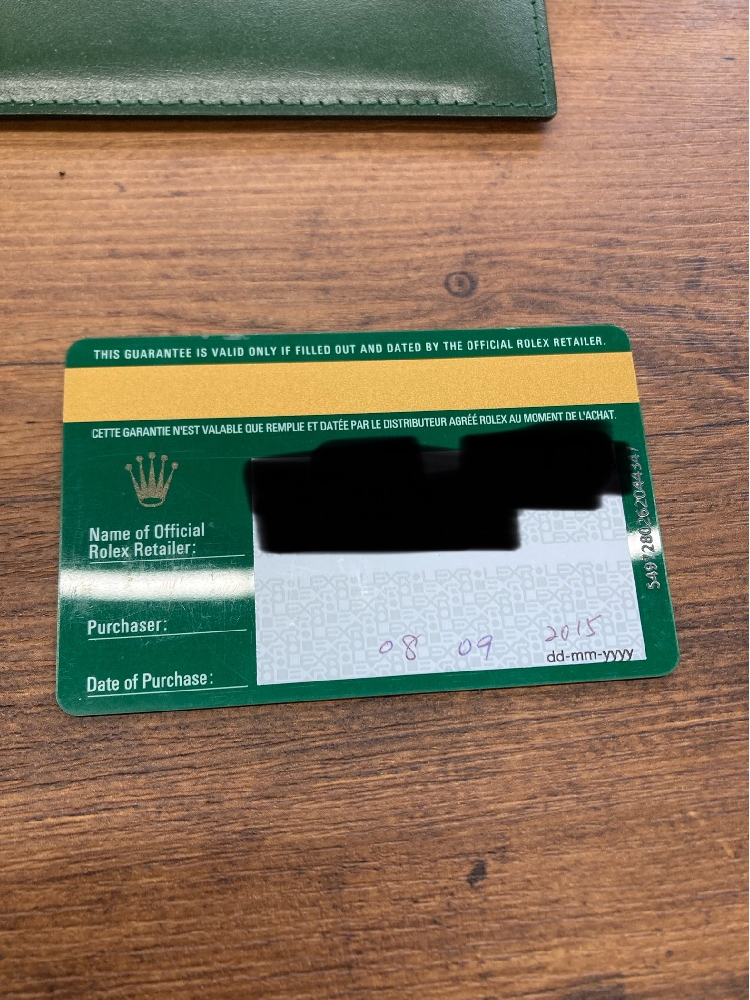 THIS GUARANTEE IS VALID ONLY IF FILLED OUT AND DATED BY THE OFFICIAL ROLEX RETAILER.
CETTE GARANTIE N'EST VALABLE QUE REMPLIE ET DATÉE PAR LE DISTRIBUTEUR AGRÉÉ ROLEX AU MOMENT DE L'ACHAT.
Name of Official
Rolex Retailer:
Purchaser:
08 09 2015
dd-mm-yyyy
Date of Purchase: